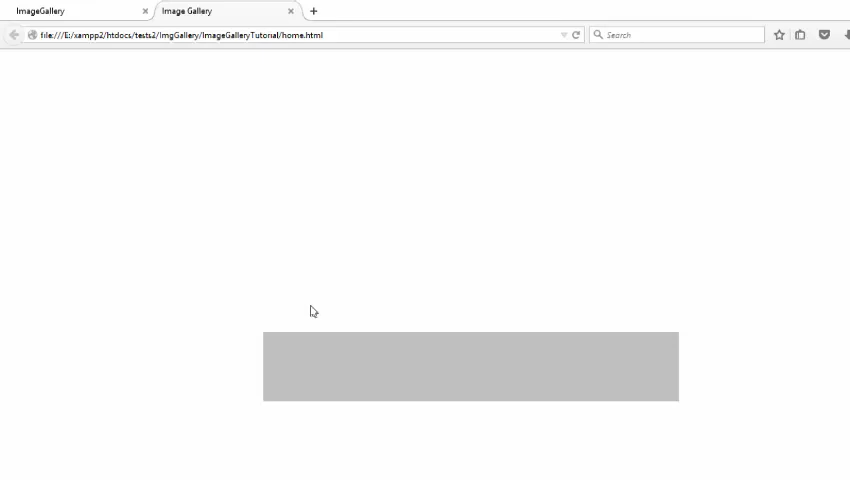 ImageGallery
Image Gallery
file:///E:/xampp2/htdocs/tests2/ImgGallery/ImageGalleryTutorial/home.html
Search